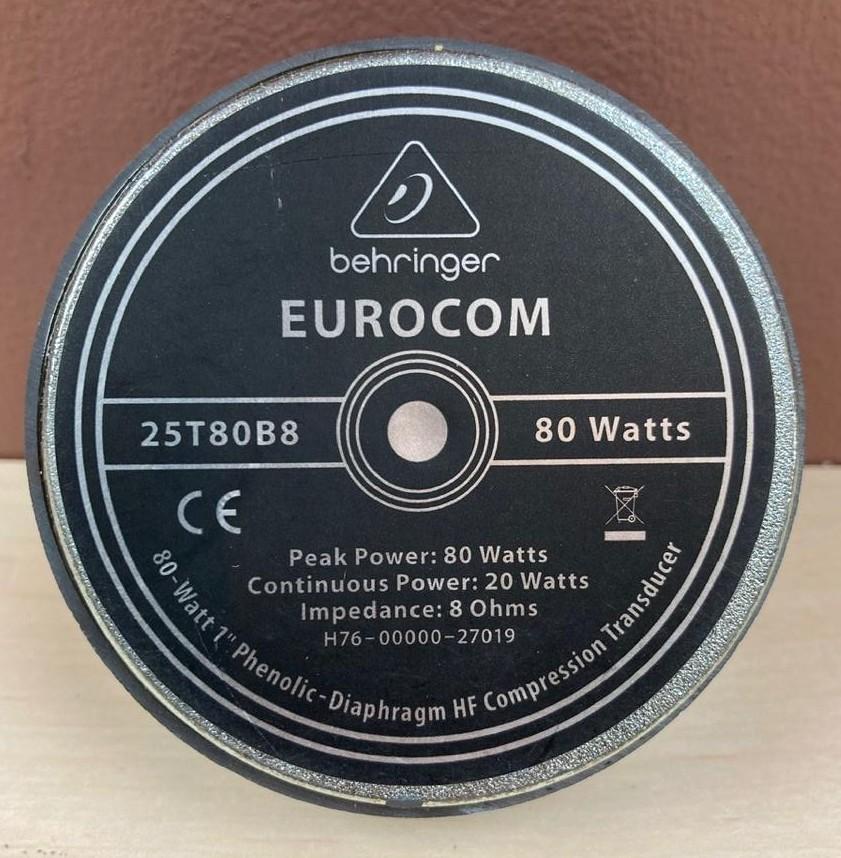 behringer
EUROCOM
25T80B8
80 Watts
CE
Peak Power: 80 Watts
Continuous Power: 20 Watts
Impedance: 8 Ohms
H76-00000-27019
80-Watt 1" Phenolic-Diaphragm HF Compression Transducer